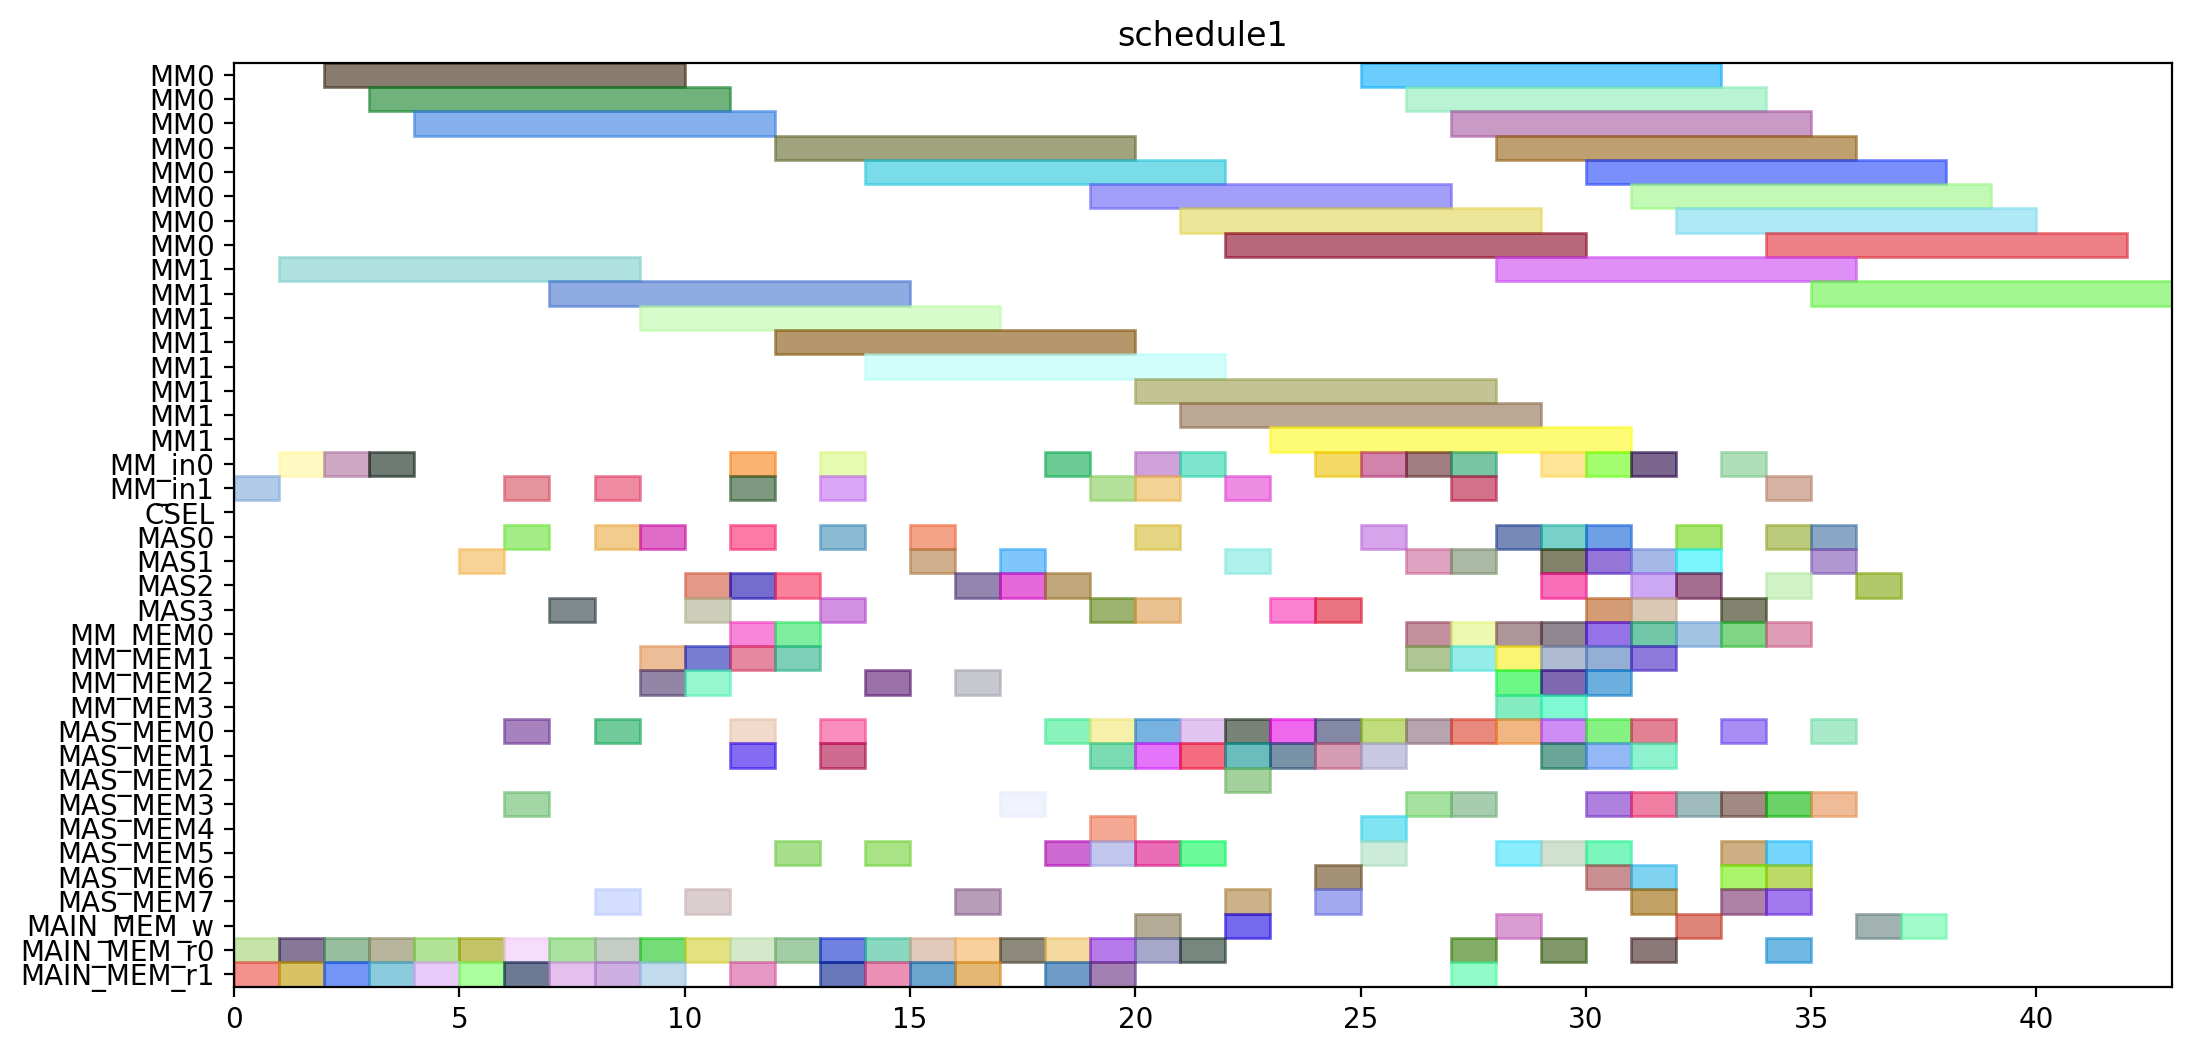 schedule1
MM0
MM0
MM0
MM0
MM0
MM0
MM0
MM0
MM1
MM1
MM1
MM1
MM1
MM1
MM1
MM1
MM_in0
MM_in1
CSEL
MAS0
MAS1
MAS2
MAS3
MM_MEM0
MM_MEM1
MM_MEM2
MM_MEM3
MAS_MEM0
MAS_MEM1
MAS_MEM2
MAS_MEM3
MAS_MEM4
MAS_MEM5
MAS_MEM6
MAS_MEM7
MAIN_MEM_w
MAIN_MEM_r0
MAIN_MEM_r1
0 5 10 15 20 25 30 35 40